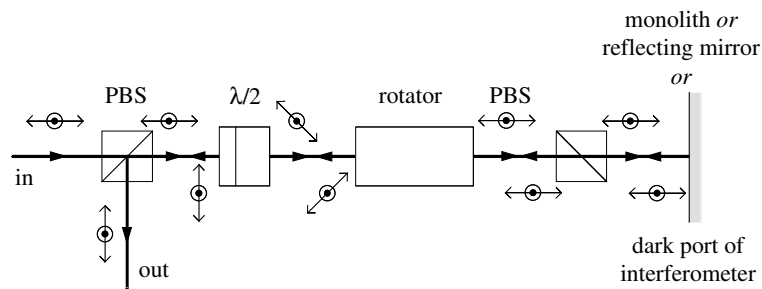 monolith or
reflecting mirror
or
PBS
λ/2
rotator
PBS
in
out
dark port of
interferometer